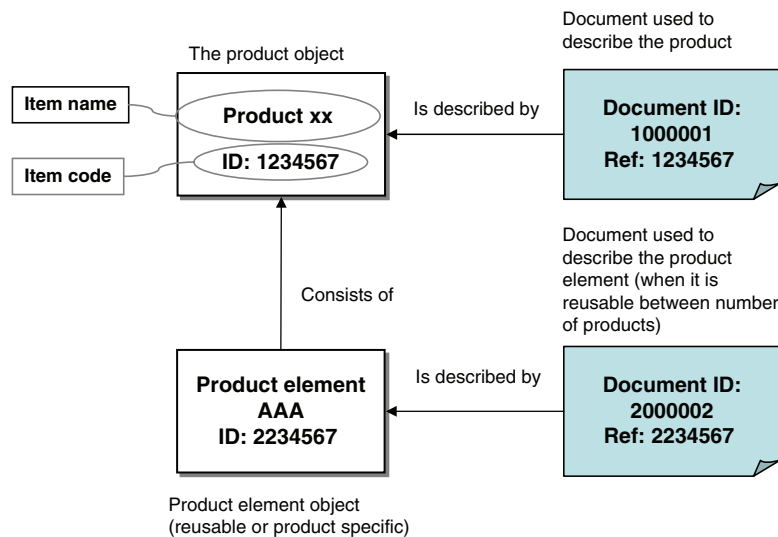 Document used to
describe the product
The product object
Item name
Product xx
Is described by
Document ID:
1000001
Ref: 1234567
Item code
ID: 1234567
Document used to
describe the product
element (when it is
reusable between number
of products)
Consists of
Product element
AAA
ID: 2234567
Is described by
Document ID:
2000002
Ref: 2234567
Product element object
(reusable or product specific)